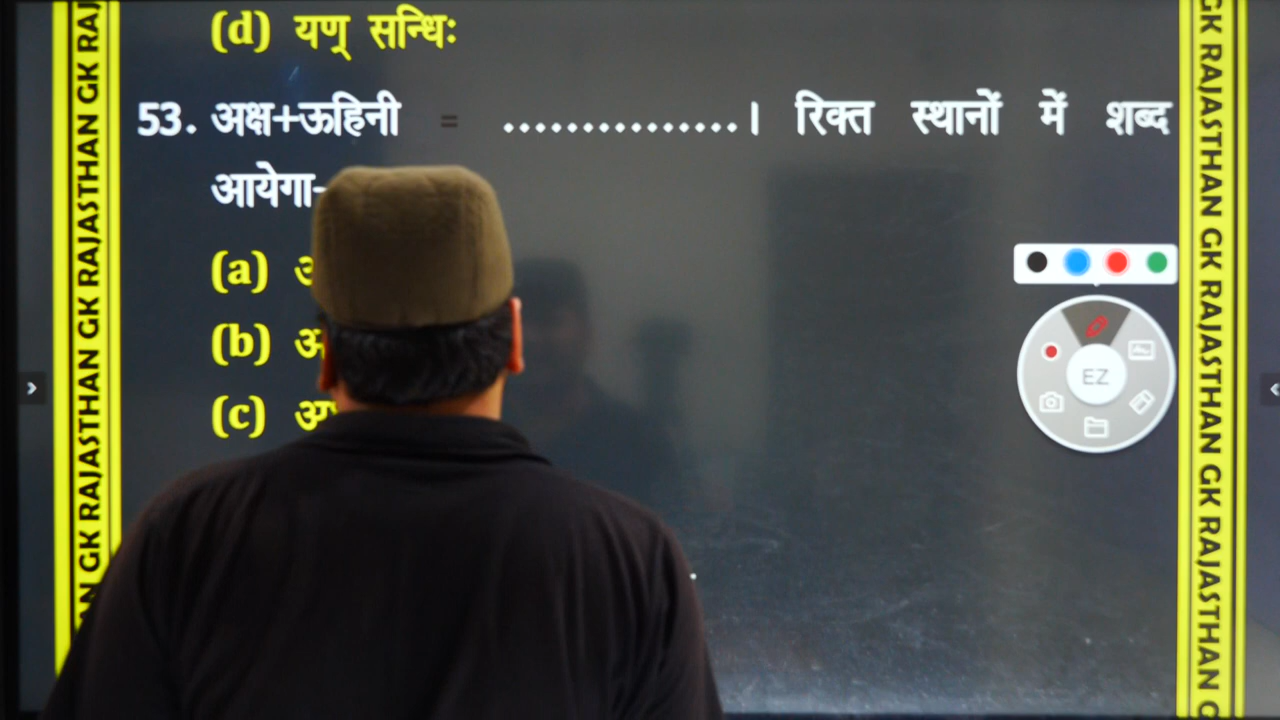 (d) यण् सन्धिः
53. अक्ष+ऊहिनी = ...............। रिक्त स्थानों में शब्द
आयेगा-
(a)
(b)
(c)
EZ
GK RAJASTHAN GK RAJASTHAN GK RAJ
GK RAJASTHAN GK RAJASTHAN GK RAJASTHAN G